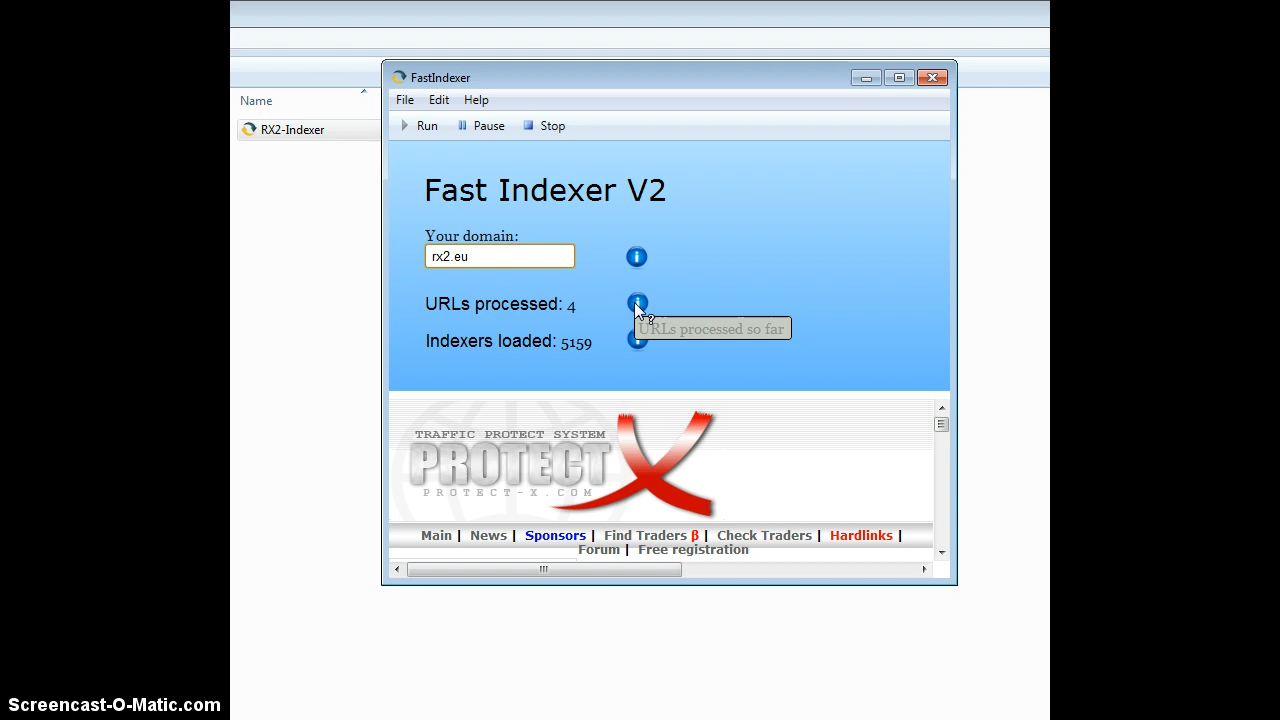 FastIndexer
Name
File Edit Help
RX2-Indexer
Run Pause Stop
Fast Indexer V2
Your domain:
rx2.eu
URLs processed: 4
URLs processed so far
Indexers loaded: 5159
TRAFFIC PROTECT SYSTEM
PROTECT X
PROTECT-X.COM
Main | News | Sponsors | Find Traders β | Check Traders | Hardlinks |
Forum | Free registration
Screencast-O-Matic.com